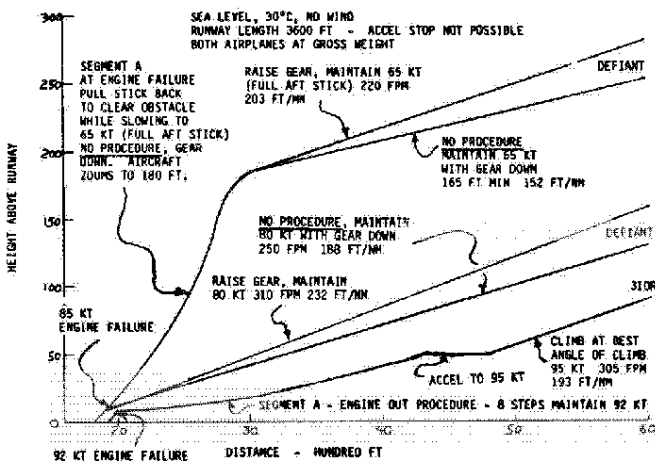 SEA LEVEL, 30°C, NO WIND
RUNWAY LENGTH 3600 FT - ACCEL STOP NOT POSSIBLE
BOTH AIRPLANES AT GROSS WEIGHT
300
250
200
150
100
50
0
HEIGHT ABOVE RUNWAY
SEGMENT A
AT ENGINE FAILURE
PULL STICK BACK
TO CLEAR OBSTACLE
WHILE SLOWING TO
65 KT (FULL AFT STICK)
NO PROCEDURE, GEAR
DOWN. AIRCRAFT
ZOOMS TO 180 FT.
RAISE GEAR, MAINTAIN 65 KT
(FULL AFT STICK) 220 FPM
203 FT/NM
DEFIANT
NO PROCEDURE
MAINTAIN 65 KT
WITH GEAR DOWN
165 FT MIN 152 FT/NM
NO PROCEDURE, MAINTAIN
80 KT WITH GEAR DOWN
250 FPM 188 FT/NM
DEFIANT
RAISE GEAR, MAINTAIN
80 KT 310 FPM 232 FT/NM
310R
85 KT
ENGINE FAILURE
CLIMB AT BEST
ANGLE OF CLIMB
95 KT 305 FPM
193 FT/NM
ACCEL TO 95 KT
SEGMENT A - ENGINE OUT PROCEDURE - 8 STEPS MAINTAIN 92 KT
20 30 40 50 60
92 KT ENGINE FAILURE
DISTANCE - HUNDRED FT